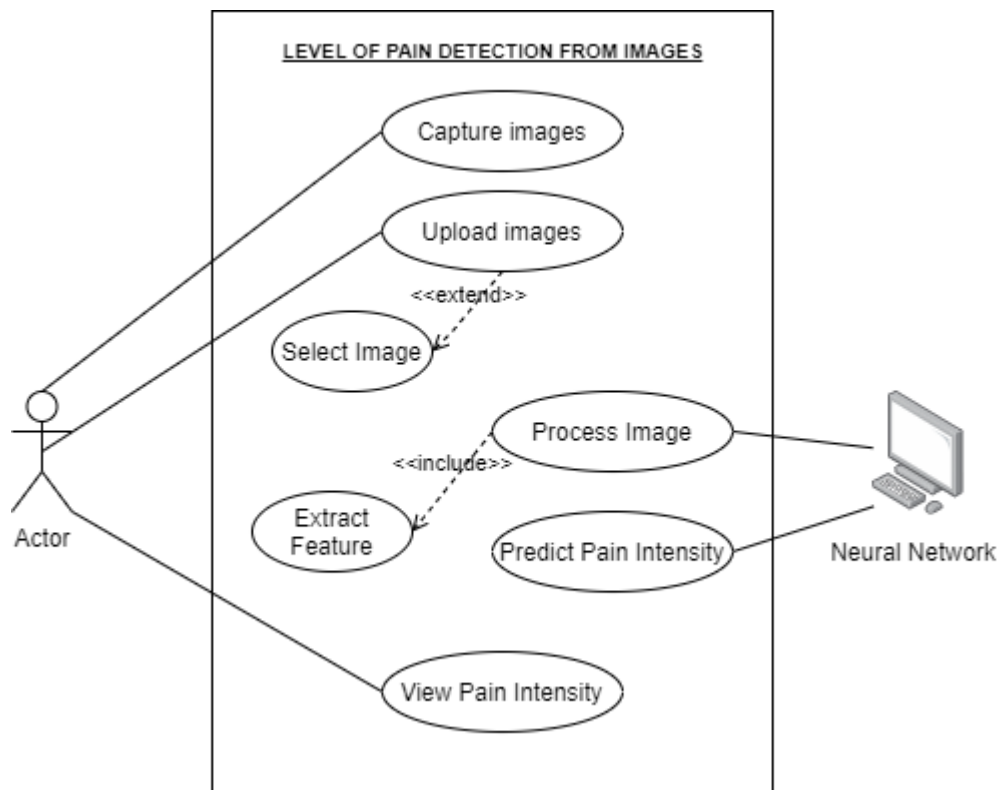 LEVEL OF PAIN DETECTION FROM IMAGES
Capture images
Upload images
<<extend>>
Select Image
Process Image
<<include>>
Extract
Feature
Predict Pain Intensity
Actor
Neural Network
View Pain Intensity